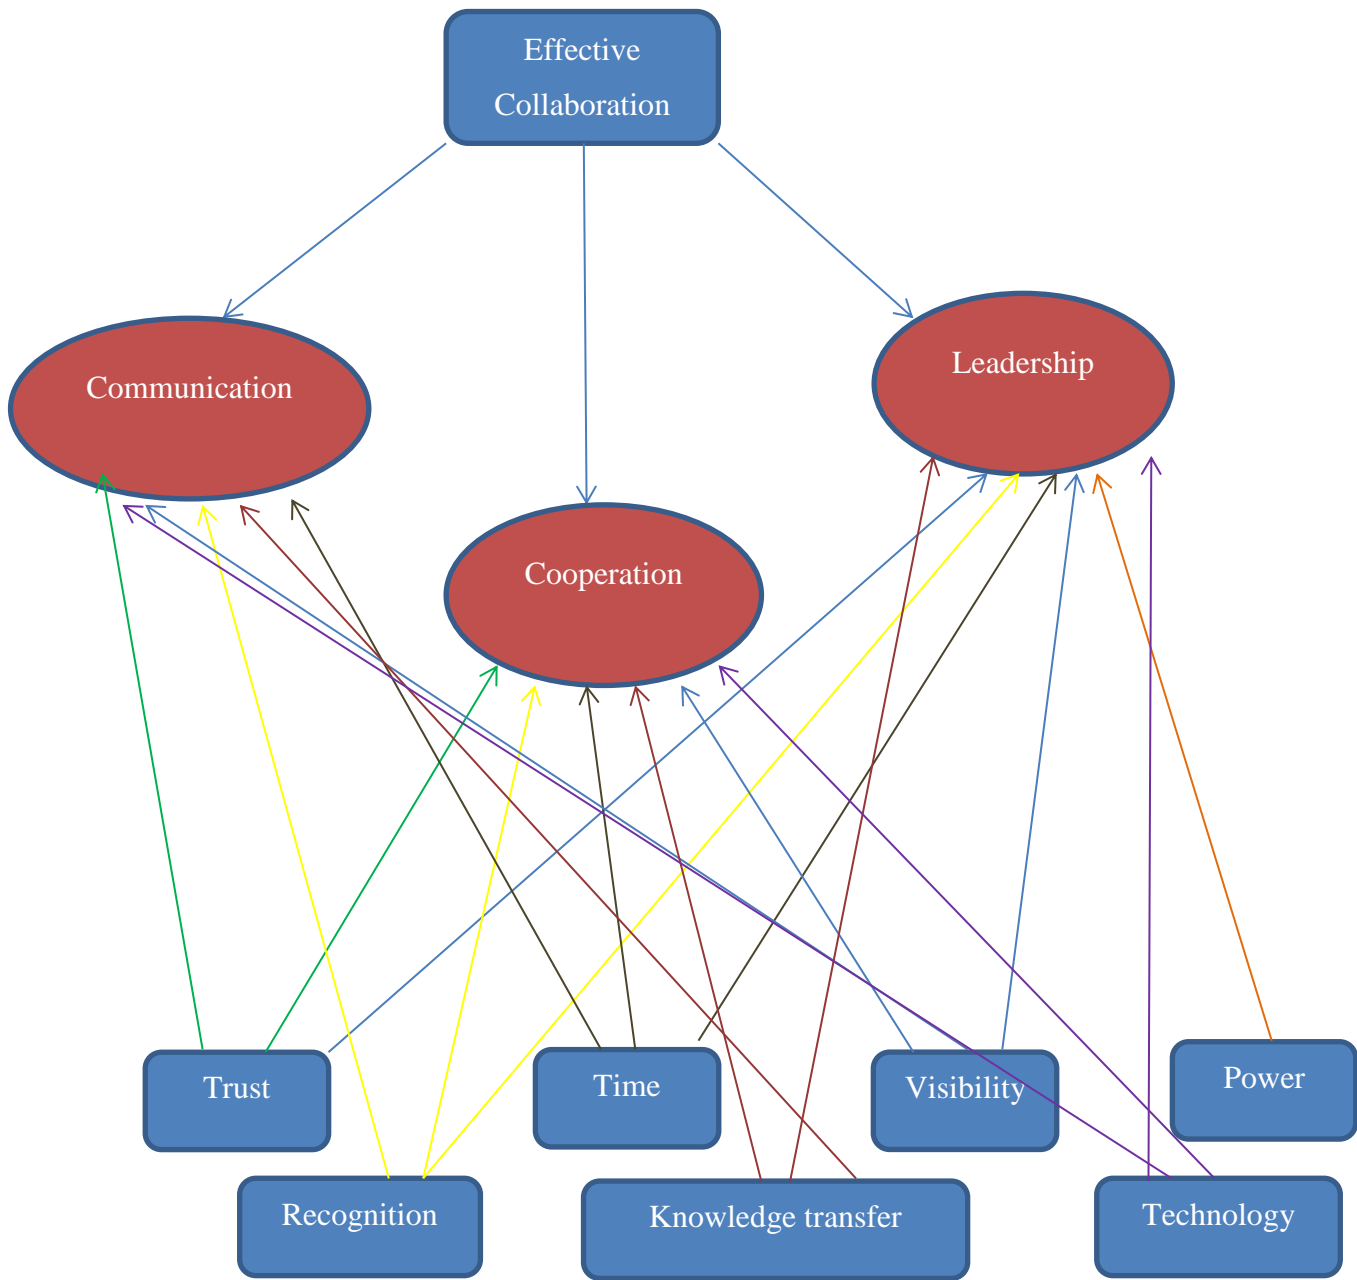 Effective
Collaboration
Leadership
Communication
Cooperation
Trust
Time
Visibility
Power
Recognition
Knowledge transfer
Technology